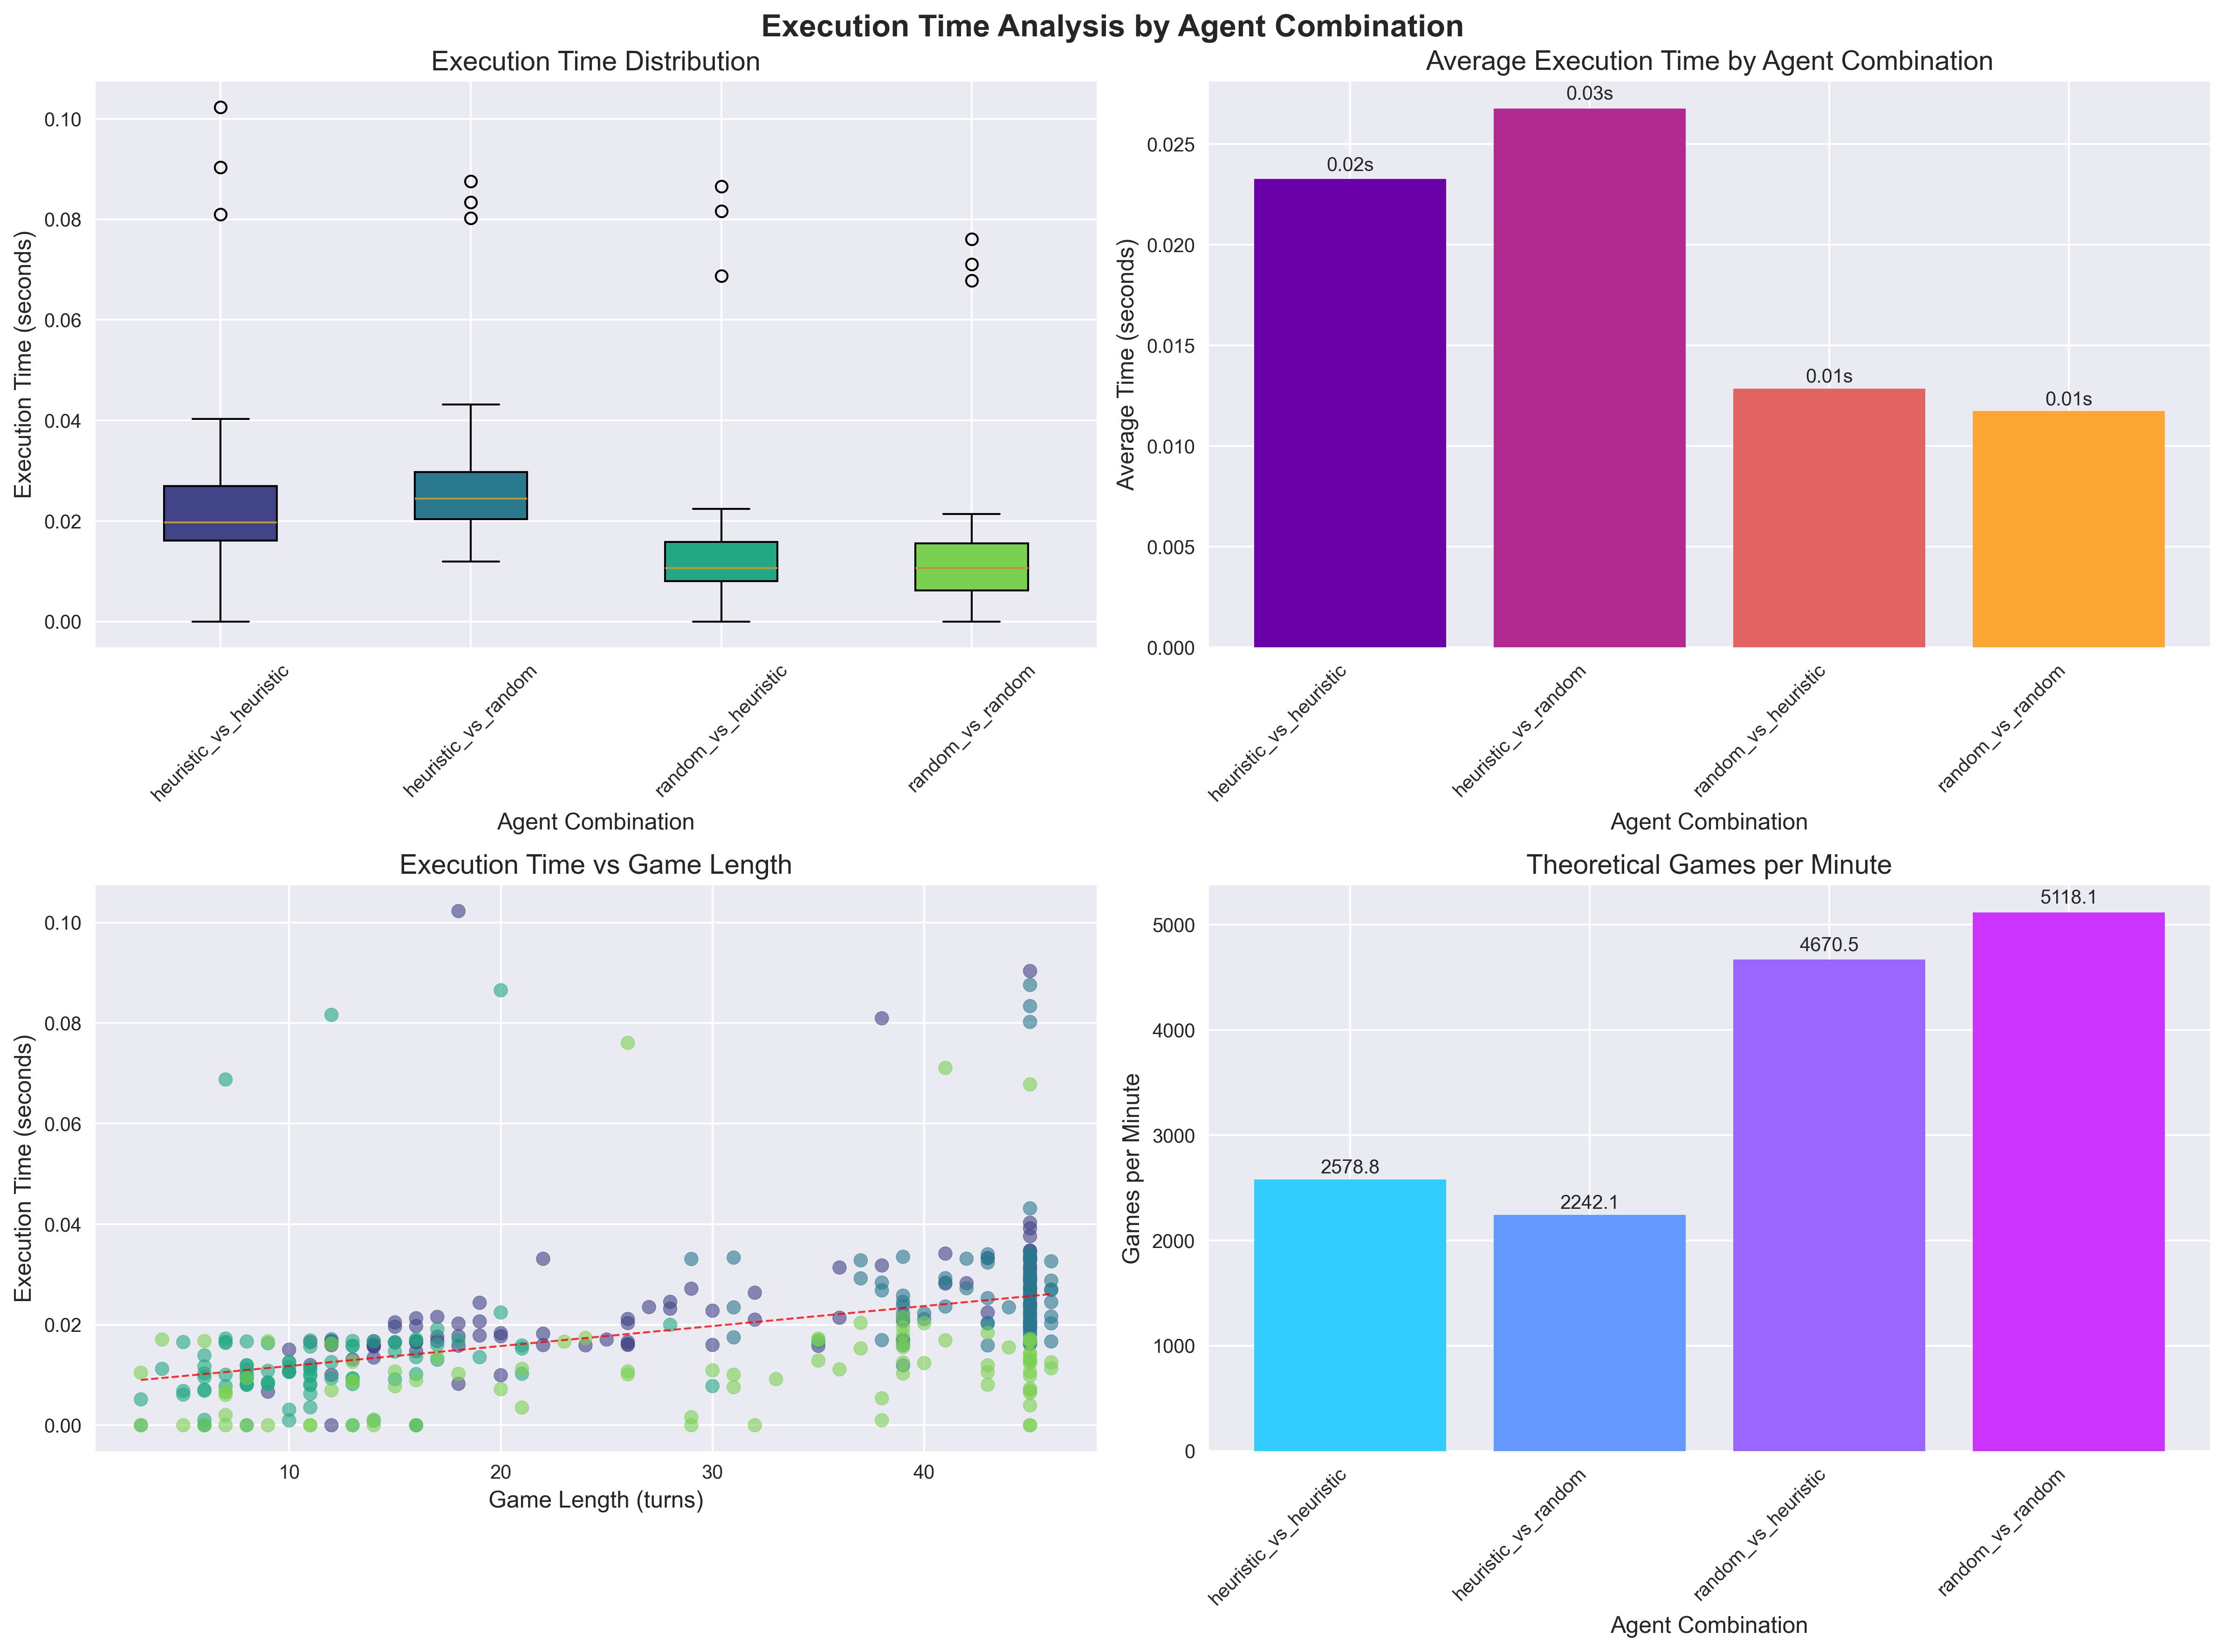 Execution Time Analysis by Agent Combination
Execution Time Distribution
Execution Time (seconds)
0.10
0.08
0.06
0.04
0.02
0.00
heuristic_vs_heuristic
heuristic_vs_random
random_vs_heuristic
random_vs_random
Agent Combination
Average Execution Time by Agent Combination
Average Time (seconds)
0.025
0.020
0.015
0.010
0.005
0.000
0.02s
0.03s
0.01s
0.01s
heuristic_vs_heuristic
heuristic_vs_random
random_vs_heuristic
random_vs_random
Agent Combination
Execution Time vs Game Length
Execution Time (seconds)
0.10
0.08
0.06
0.04
0.02
0.00
10
20
30
40
Game Length (turns)
Theoretical Games per Minute
Games per Minute
5000
4000
3000
2000
1000
0
2578.8
2242.1
4670.5
5118.1
heuristic_vs_heuristic
heuristic_vs_random
random_vs_heuristic
random_vs_random
Agent Combination